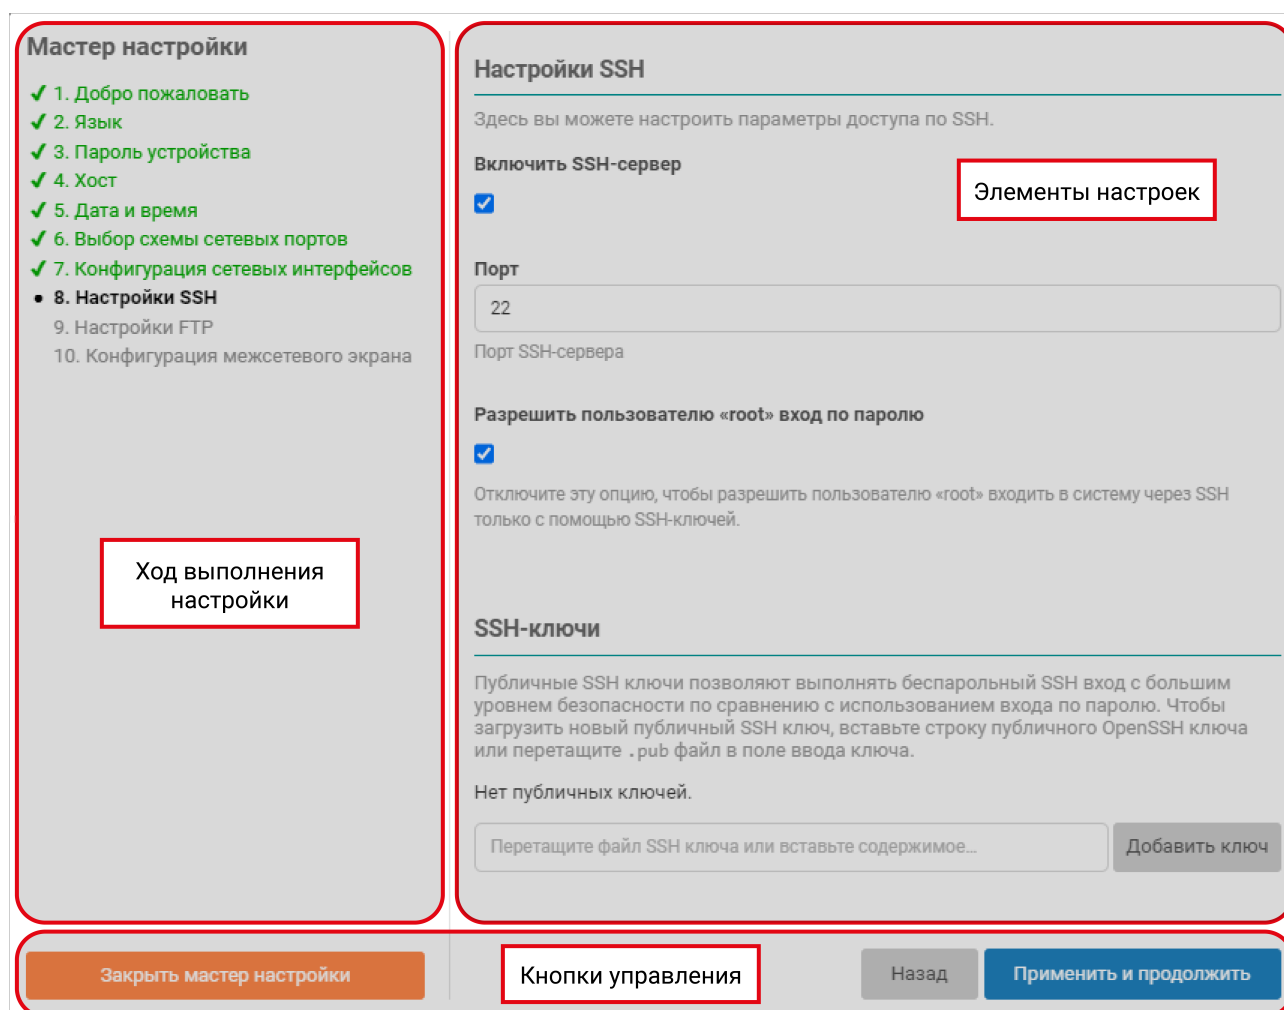 Мастер настройки
✔ 1. Добро пожаловать
✔ 2. Язык
✔ 3. Пароль устройства
✔ 4. Хост
✔ 5. Дата и время
✔ 6. Выбор схемы сетевых портов
✔ 7. Конфигурация сетевых интерфейсов
• 8. Настройки SSH
9. Настройки FTP
10. Конфигурация межсетевого экрана
Ход выполнения
настройки
Настройки SSH
Здесь вы можете настроить параметры доступа по SSH.
Включить SSH-сервер
Элементы настроек
Порт
22
Порт SSH-сервера
Разрешить пользователю «root» вход по паролю
Отключите эту опцию, чтобы разрешить пользователю «root» входить в систему через SSH
только с помощью SSH-ключей.
SSH-ключи
Публичные SSH ключи позволяют выполнять беспарольный SSH вход с большим
уровнем безопасности по сравнению с использованием входа по паролю. Чтобы
загрузить новый публичный SSH ключ, вставьте строку публичного OpenSSH ключа
или перетащите .pub файл в поле ввода ключа.
Нет публичных ключей.
Перетащите файл SSH ключа или вставьте содержимое...
Добавить ключ
Закрыть мастер настройки
Кнопки управления
Назад
Применить и продолжить